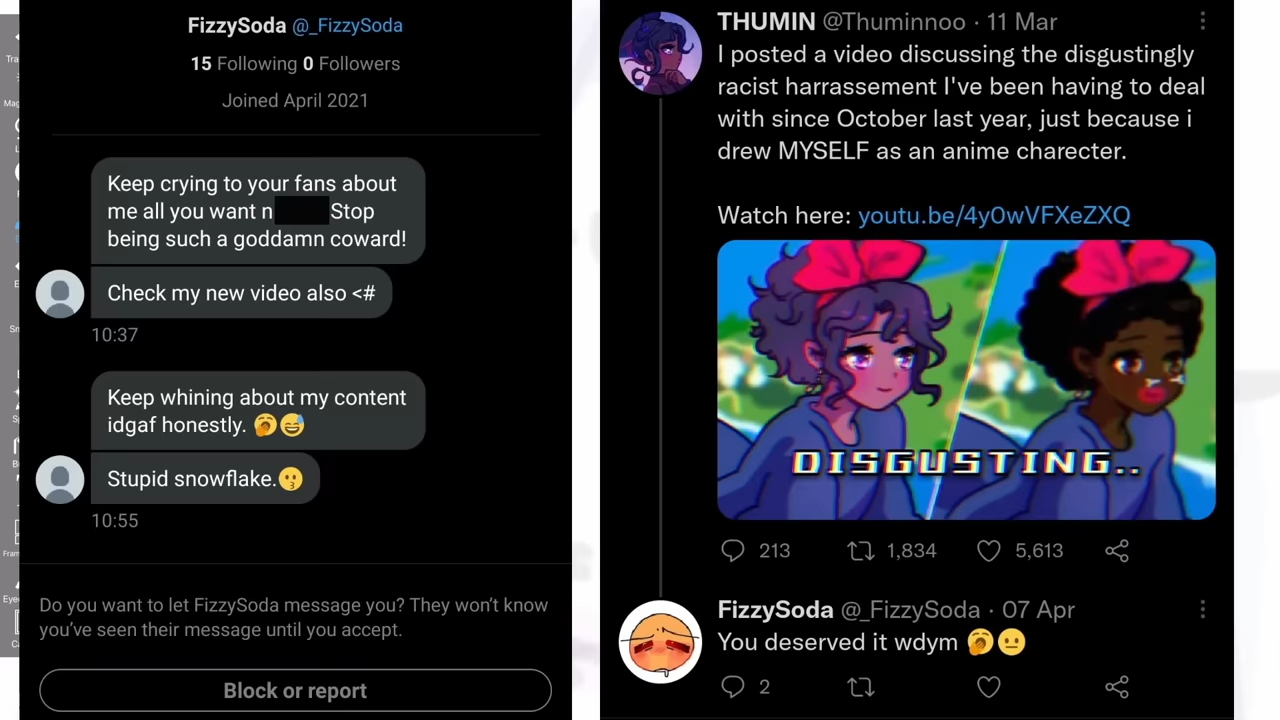 FizzySoda @_FizzySoda
15 Following 0 Followers
Joined April 2021
Keep crying to your fans about
me all you want n Stop
being such a goddamn coward!
Check my new video also <#
10:37
Keep whining about my content
idgaf honestly. 🥱😅
Stupid snowflake.😗
10:55
Do you want to let FizzySoda message you? They won't know
you've seen their message until you accept.
Block or report
THUMIN @Thuminnoo · 11 Mar
I posted a video discussing the disgustingly
racist harrassement I've been having to deal
with since October last year, just because i
drew MYSELF as an anime charecter.
Watch here: youtu.be/4y0wVFXeZXQ
DISGUSTING..
213 1,834 5,613
FizzySoda @_FizzySoda · 07 Apr
You deserved it wdym 🥱😐
2